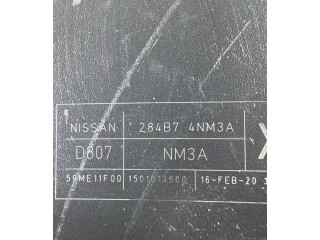 NISSAN 284B7 4NM3A
D807 NM3A
59ME11F00 1501013500 16-FEB-20